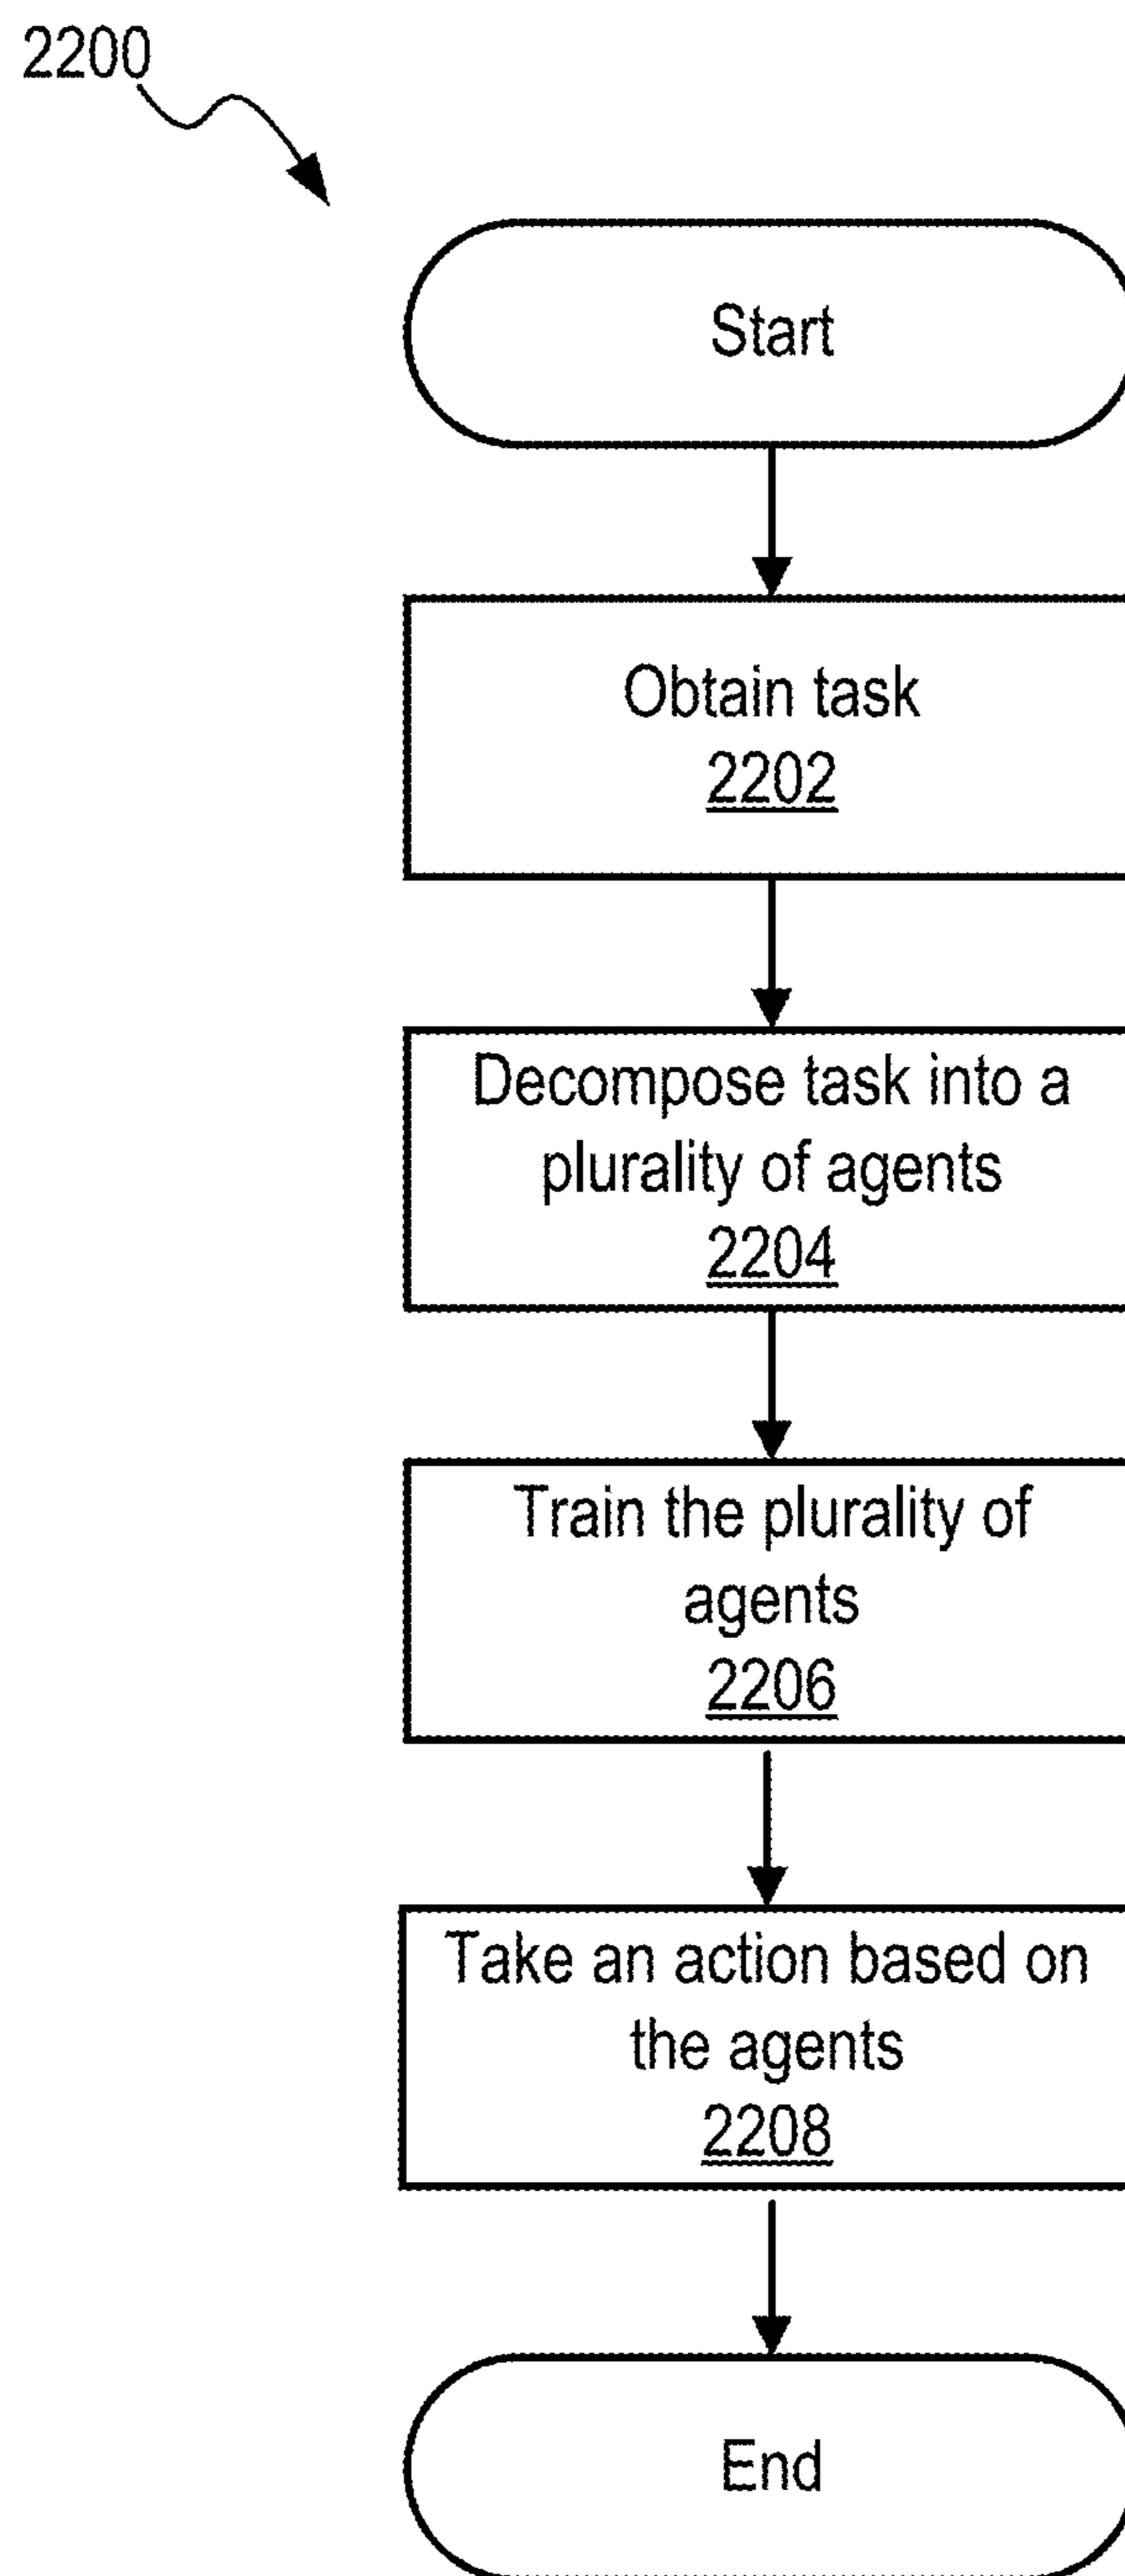 2200
Start
Obtain task
2202
Decompose task into a
plurality of agents
2204
Train the plurality of
agents
2206
Take an action based on
the agents
2208
End